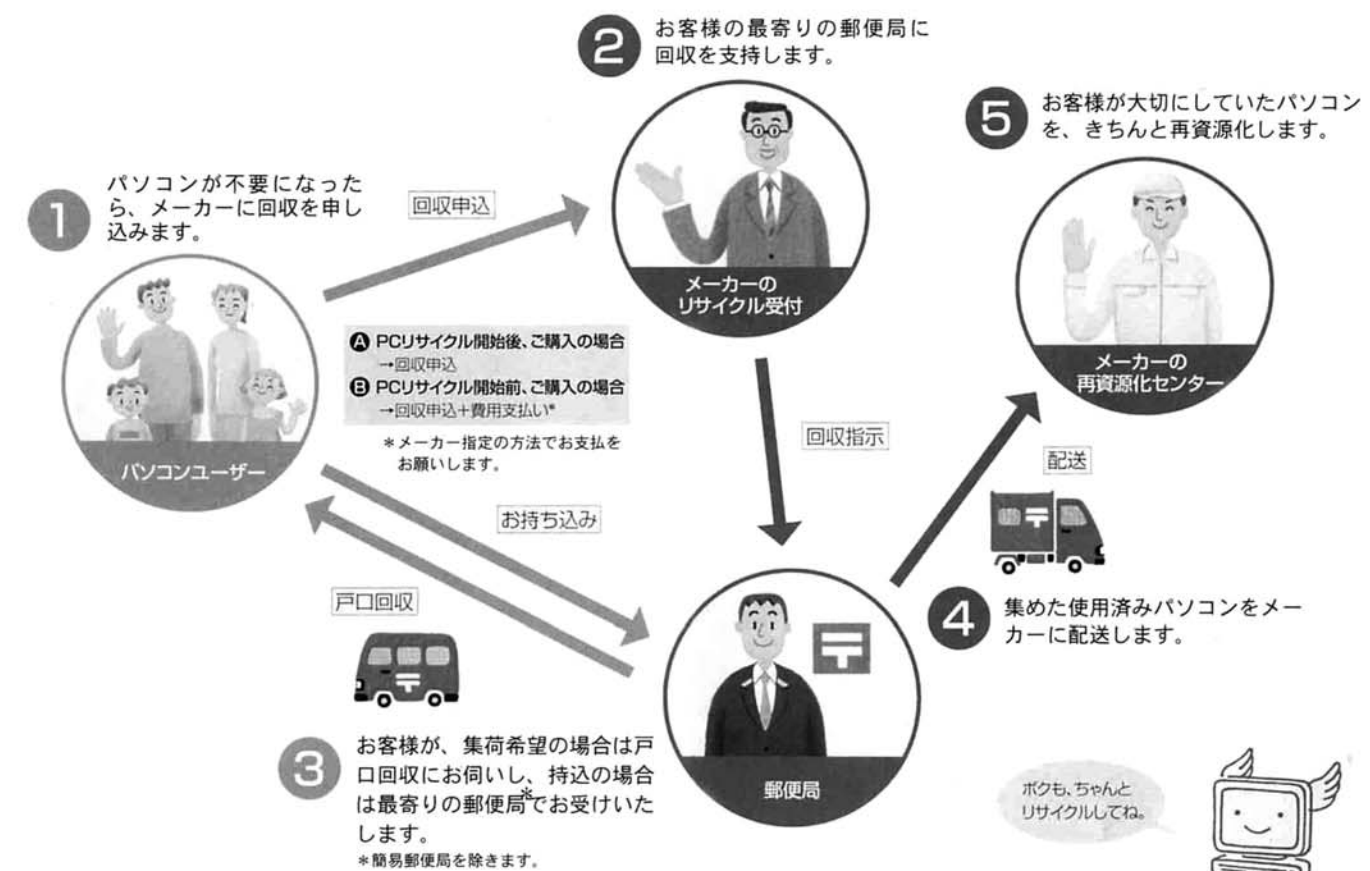 1
パソコンが不要になった
ら、メーカーに回収を申し
込みます。
パソコンユーザー
回収申込
2
お客様の最寄りの郵便局に
回収を支持します。
メーカーの
リサイクル受付
A PCリサイクル開始後、ご購入の場合
→回収申込
B PCリサイクル開始前、ご購入の場合
→回収申込+費用支払い*
*メーカー指定の方法でお支払を
お願いします。
回収指示
お持ち込み
戸口回収
3
お客様が、集荷希望の場合は戸
口回収にお伺いし、持込の場合
は最寄りの郵便局*でお受けいた
します。
*簡易郵便局を除きます。
〒
郵便局
配送
4
集めた使用済みパソコンをメー
カーに配送します。
5
お客様が大切にしていたパソコン
を、きちんと再資源化します。
メーカーの
再資源化センター
ボクも、ちゃんと
リサイクルしてね。